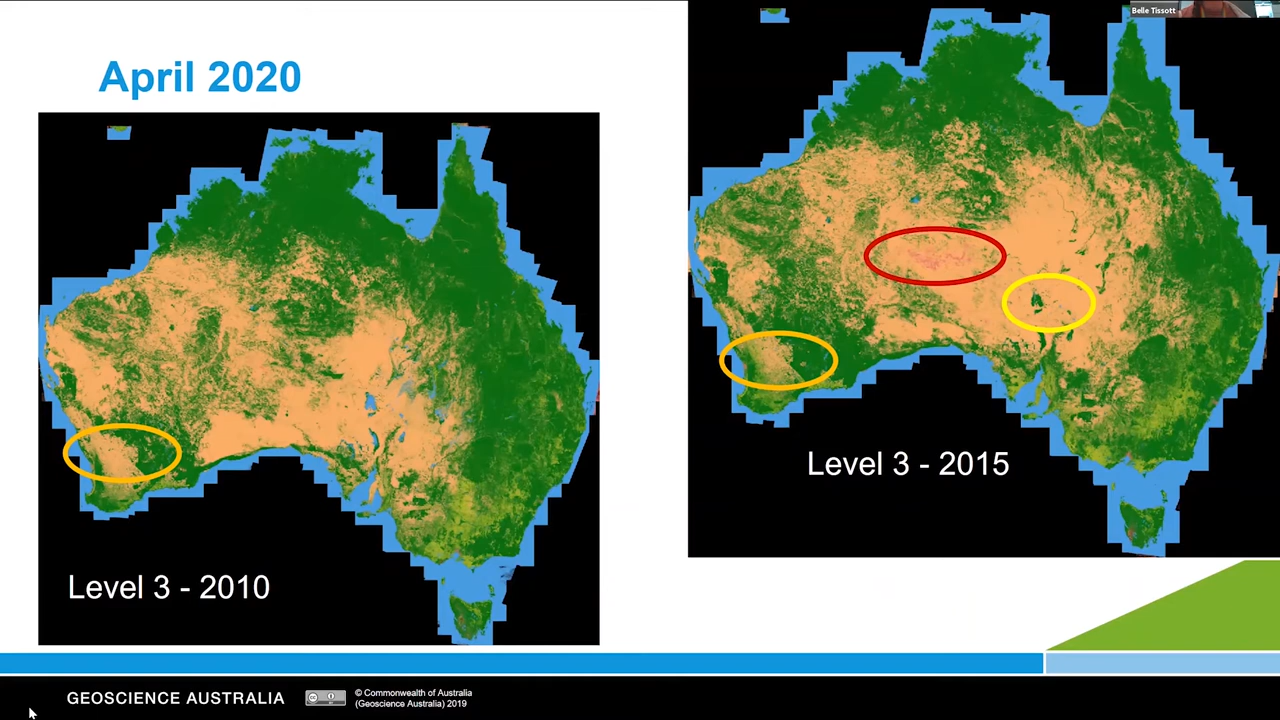 Belle Tissott
April 2020
Level 3 - 2015
Level 3 - 2010
GEOSCIENCE AUSTRALIA
© Commonwealth of Australia
(Geoscience Australia) 2019